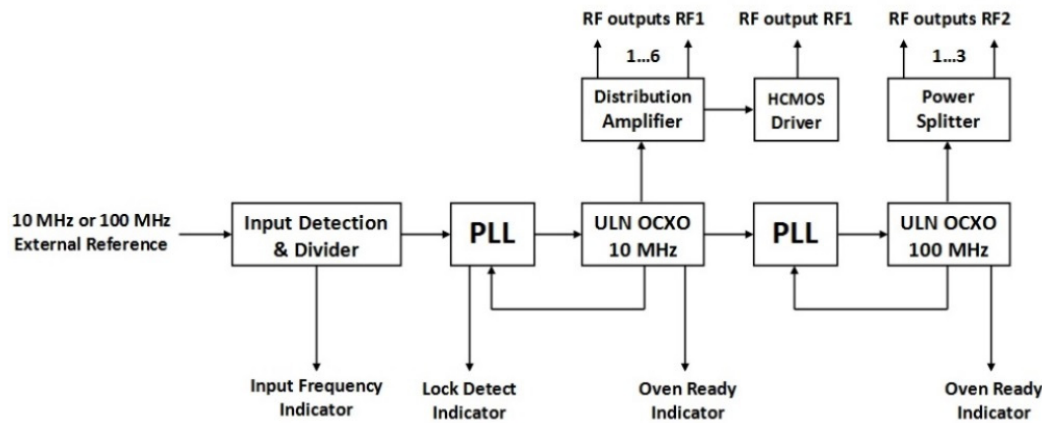 RF outputs RF1
RF output RF1
RF outputs RF2
1...6
1...3
Distribution
Amplifier
HCMOS
Driver
Power
Splitter
10 MHz or 100 MHz
External Reference
Input Detection
& Divider
PLL
ULN OCXO
10 MHz
PLL
ULN OCXO
100 MHz
Input Frequency
Indicator
Lock Detect
Indicator
Oven Ready
Indicator
Oven Ready
Indicator